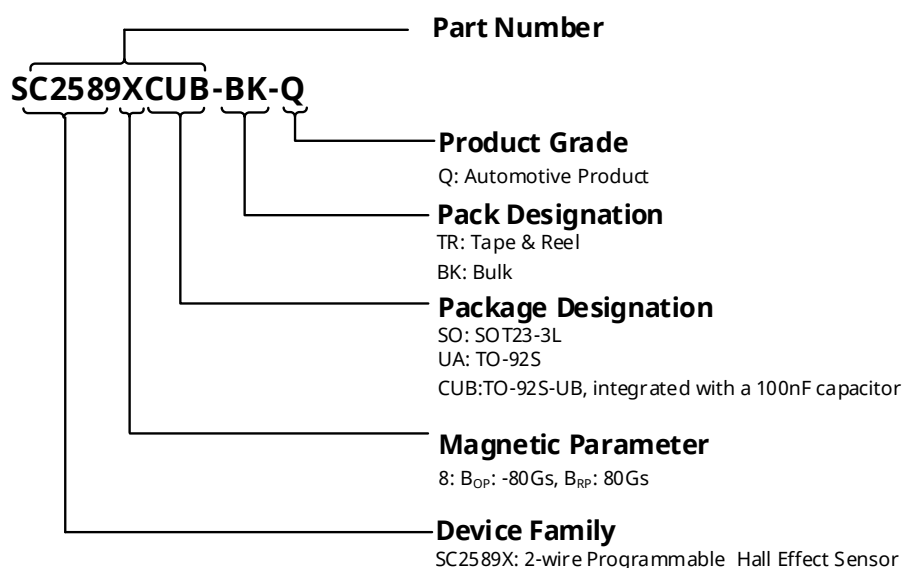 Part Number
SC2589XCUB-BK-Q
Product Grade
Q: Automotive Product
Pack Designation
TR: Tape & Reel
BK: Bulk
Package Designation
SO: SOT23-3L
UA: TO-92S
CUB:TO-92S-UB, integrated with a 100nF capacitor
Magnetic Parameter
8: BOP: -80Gs, BRP: 80Gs
Device Family
SC2589X: 2-wire Programmable Hall Effect Sensor